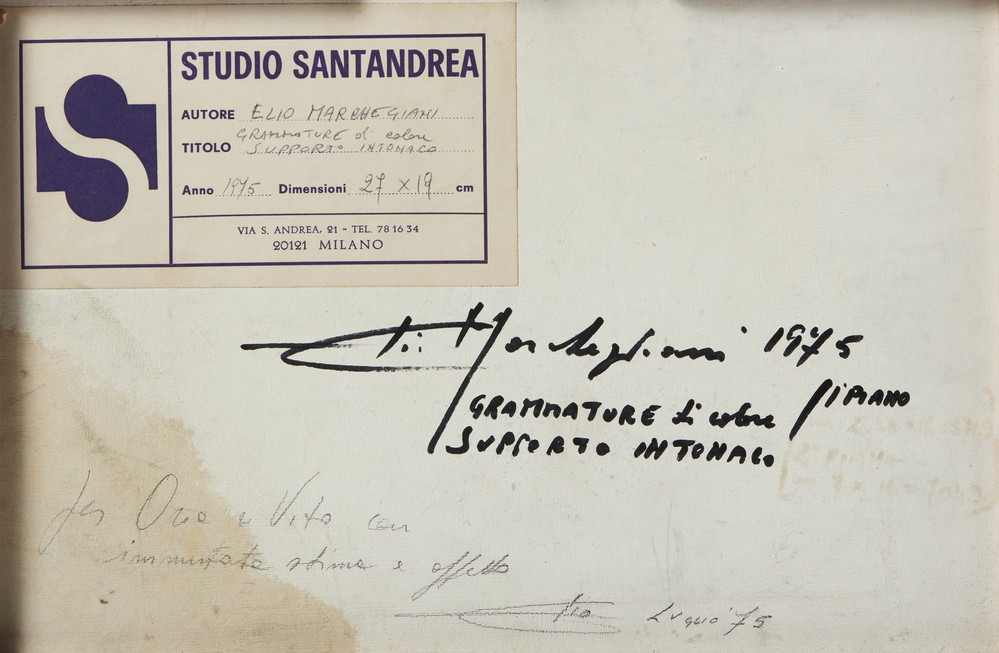 STUDIO SANTANDREA
AUTORE ELIO MARCHEGIANI
GRAMMATURE di colore
TITOLO SUPPORTO INTONACO
Anno 1975 Dimensioni 27 X 19 cm
VIA S. ANDREA, 21 - TEL. 78 16 34
20121 MILANO
Elio Marchegiani 1975
GRAMMATURE di colore
SUPPORTO INTONACO
per e Vito con
immutata stima e affetto
Elio Luglio '75